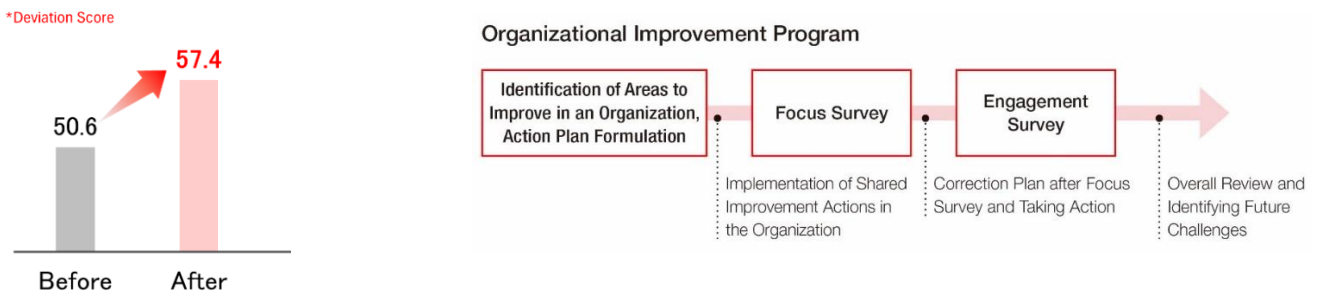 *Deviation Score
57.4
50.6
Before
After
Organizational Improvement Program
Identification of Areas to
Improve in an Organization,
Action Plan Formulation
Focus Survey
Engagement
Survey
Implementation of Shared
Improvement Actions in
the Organization
Correction Plan after Focus
Survey and Taking Action
Overall Review and
Identifying Future
Challenges